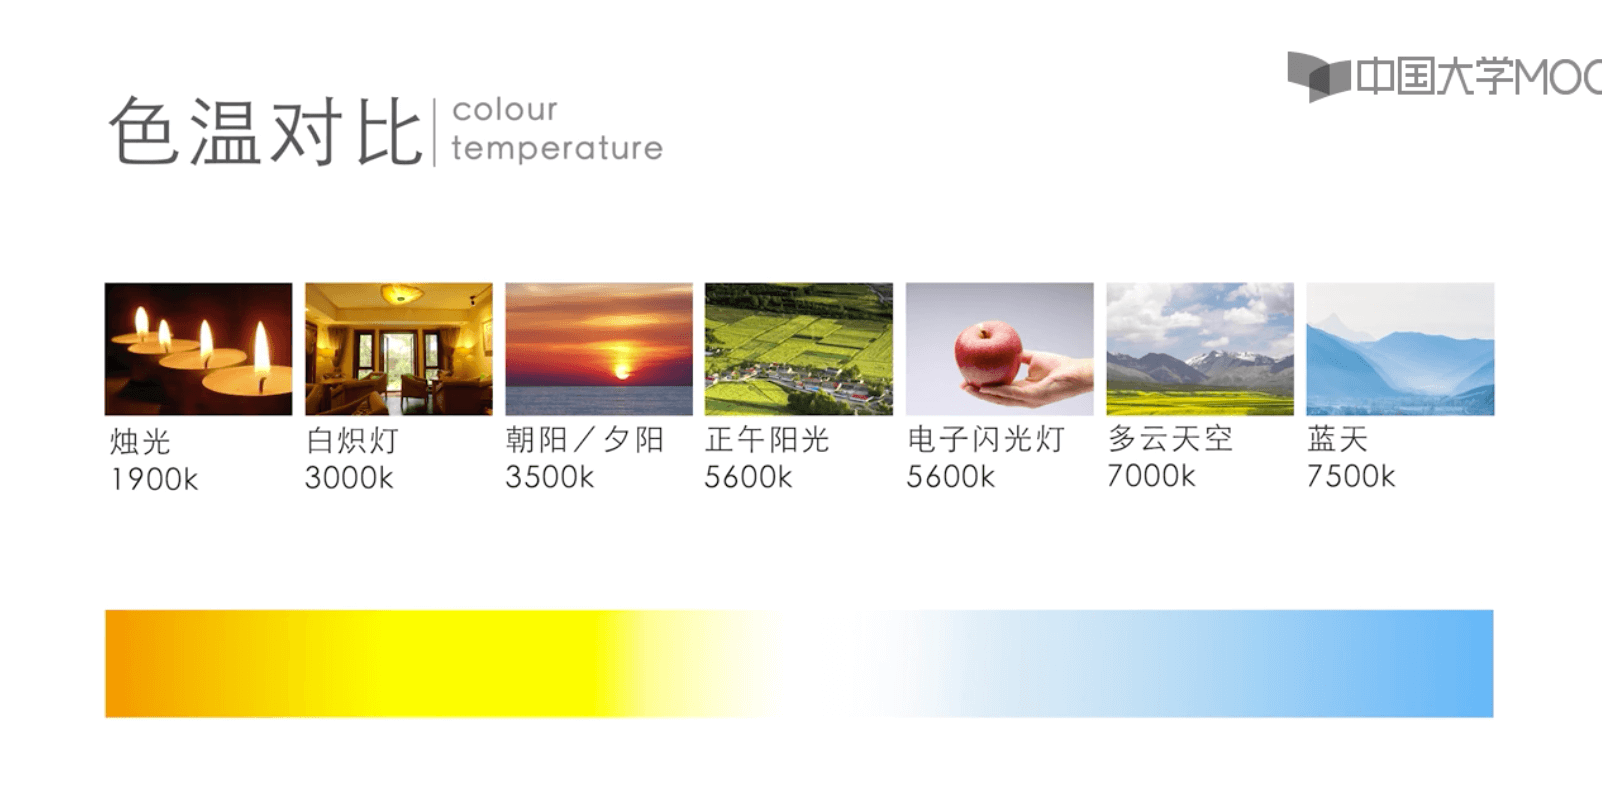 中国大学MOO
色温对比
colour
temperature
烛光
1900k
白炽灯
3000k
朝阳／夕阳
3500k
正午阳光
5600k
电子闪光灯
5600k
多云天空
7000k
蓝天
7500k